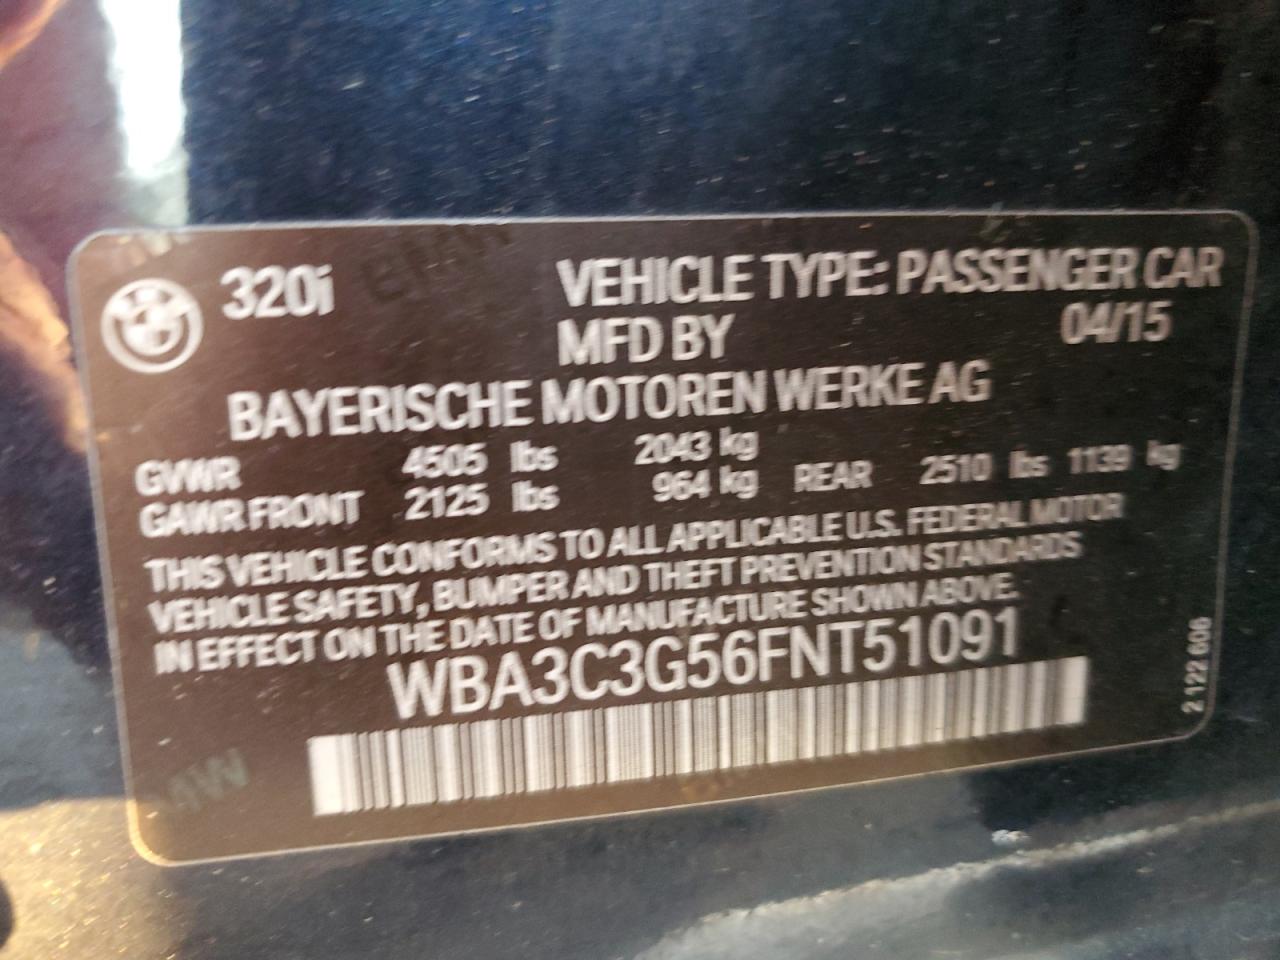 320i VEHICLE TYPE: PASSENGER CAR
MFD BY 04/15
BAYERISCHE MOTOREN WERKE AG
GVWR 4505 lbs 2043 kg
GAWR FRONT 2125 lbs 964 kg REAR 2510 lbs 1139 kg
THIS VEHICLE CONFORMS TO ALL APPLICABLE U.S. FEDERAL MOTOR
VEHICLE SAFETY, BUMPER AND THEFT PREVENTION STANDARDS
IN EFFECT ON THE DATE OF MANUFACTURE SHOWN ABOVE.
WBA3C3G56FNT51091
2 122 606
BMW